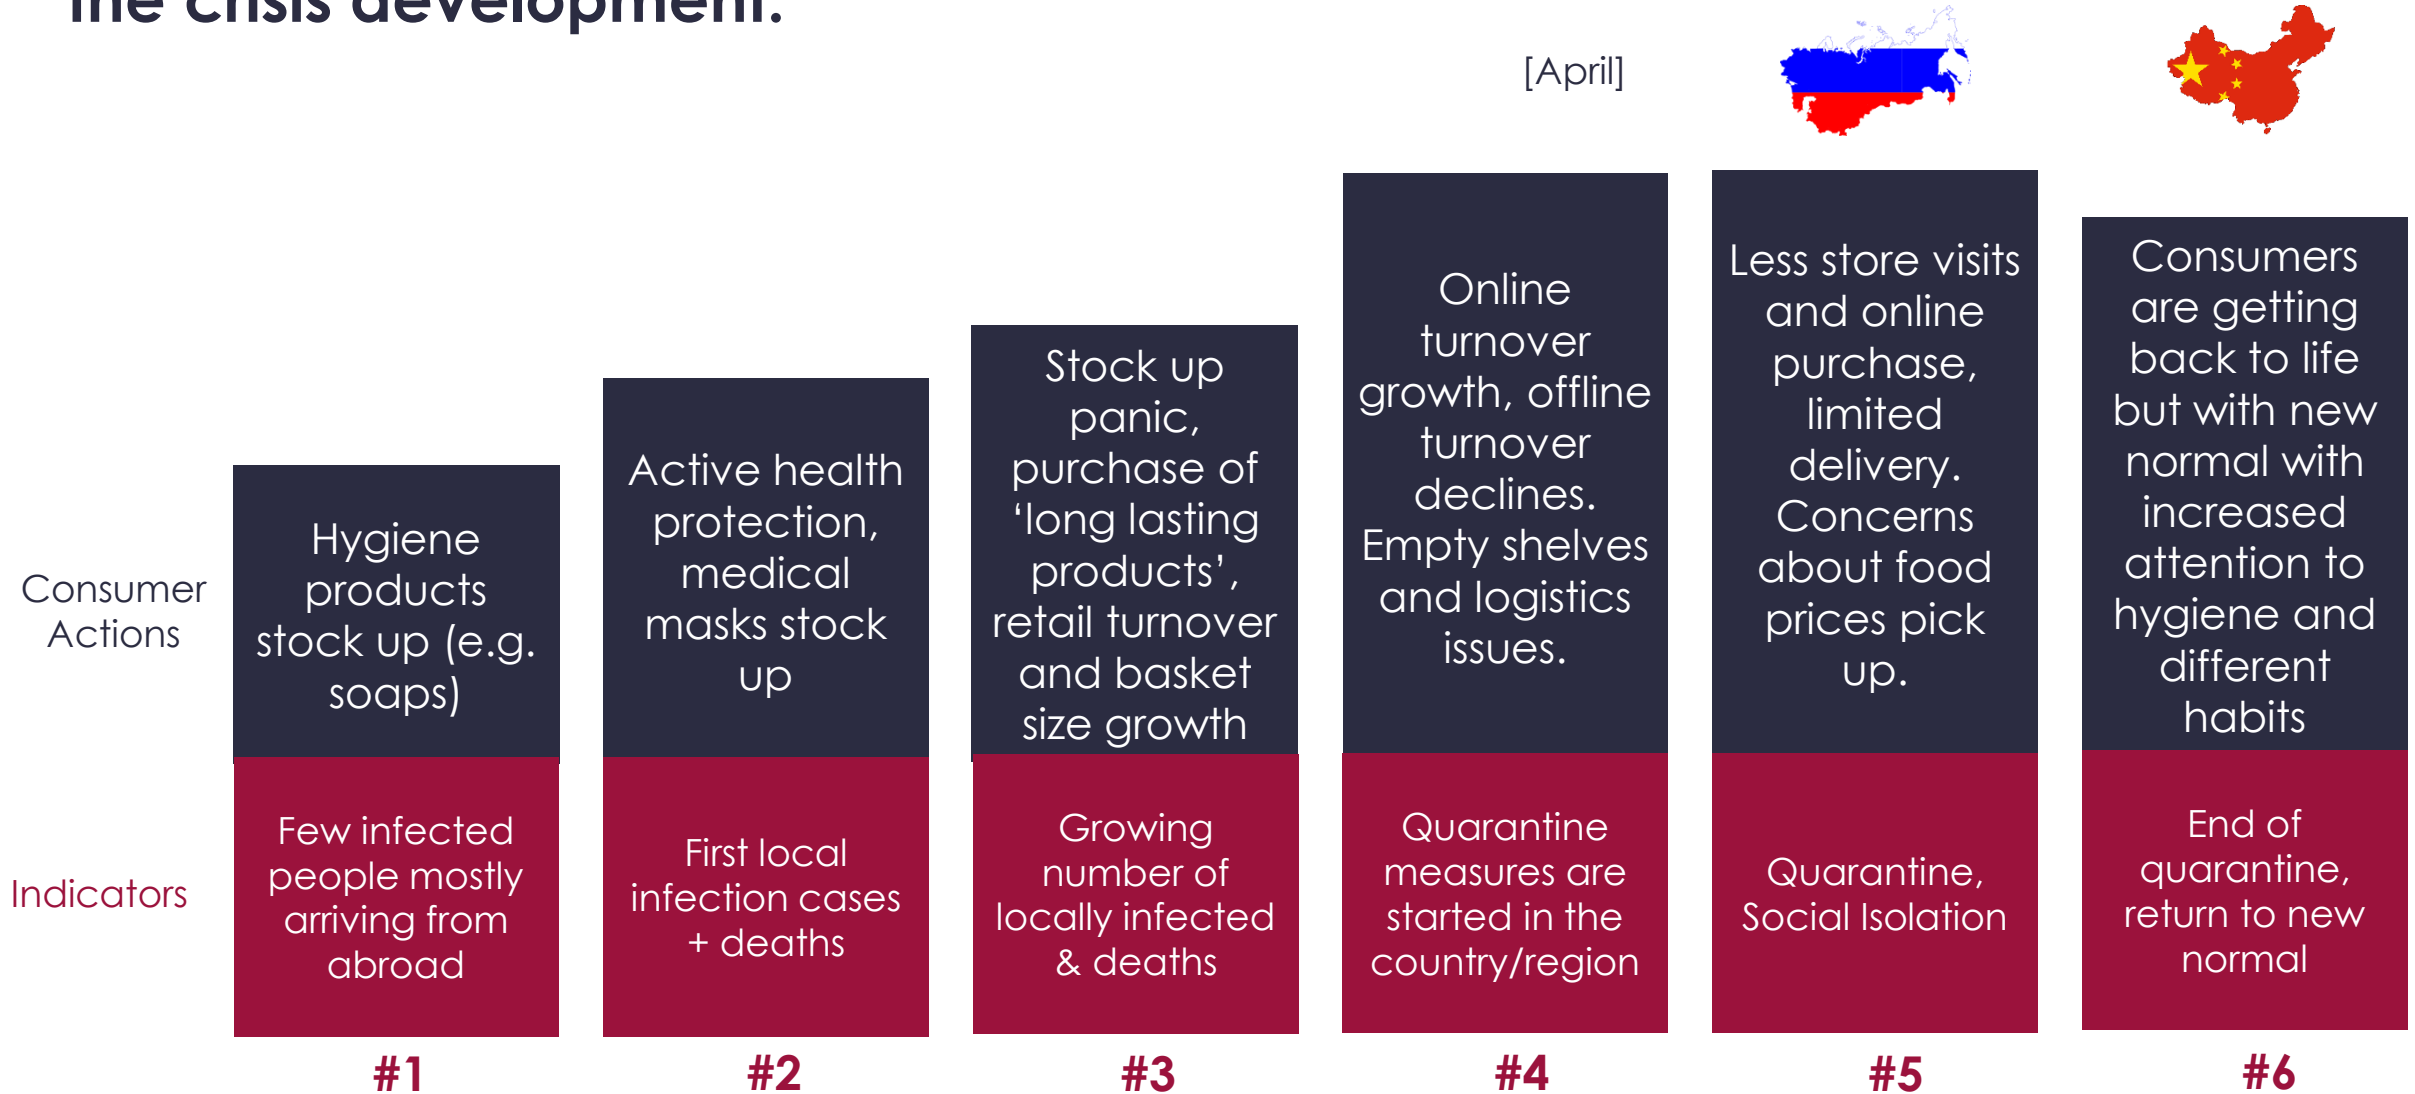 the crisis development.
[April]
Consumer
Actions
Indicators
Hygiene
products
stock up (e.g.
soaps)
Few infected
people mostly
arriving from
abroad
#1
Active health
protection,
medical
masks stock
up
First local
infection cases
+ deaths
#2
Stock up
panic,
purchase of
‘long lasting
products’,
retail turnover
and basket
size growth
Growing
number of
locally infected
& deaths
#3
Online
turnover
growth, offline
turnover
declines.
Empty shelves
and logistics
issues.
Quarantine
measures are
started in the
country/region
#4
Less store visits
and online
purchase,
limited
delivery.
Concerns
about food
prices pick
up.
Quarantine,
Social Isolation
#5
Consumers
are getting
back to life
but with new
normal with
increased
attention to
hygiene and
different
habits
End of
quarantine,
return to new
normal
#6